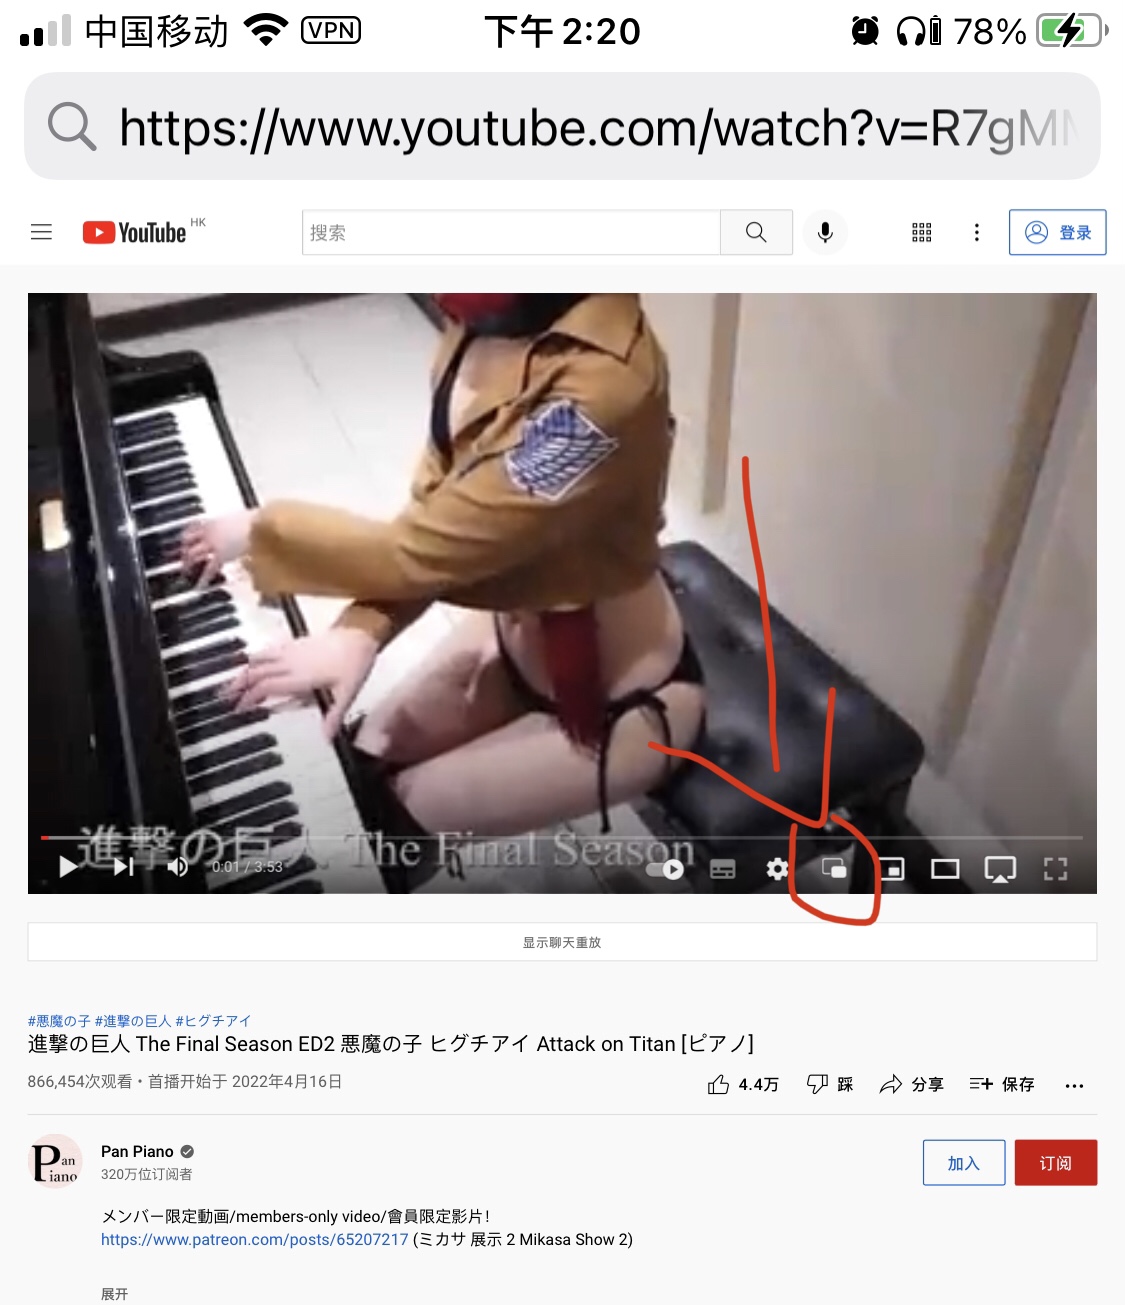 中国移动 VPN 下午 2:20 78%
https://www.youtube.com/watch?v=R7gM
YouTube HK 搜索 登录
進撃の巨人 The Final Season
0:01 / 3:53
显示聊天重放
#悪魔の子 #進撃の巨人 #ヒグチアイ
進撃の巨人 The Final Season ED2 悪魔の子 ヒグチアイ Attack on Titan [ピアノ]
866,454次观看・首播开始于 2022年4月16日 4.4万 踩 分享 保存
Pan Piano
Pan Piano 加入 订阅
320万位订阅者
メンバー限定動画/members-only video/會員限定影片!
https://www.patreon.com/posts/65207217 (ミカサ 展示 2 Mikasa Show 2)
展开